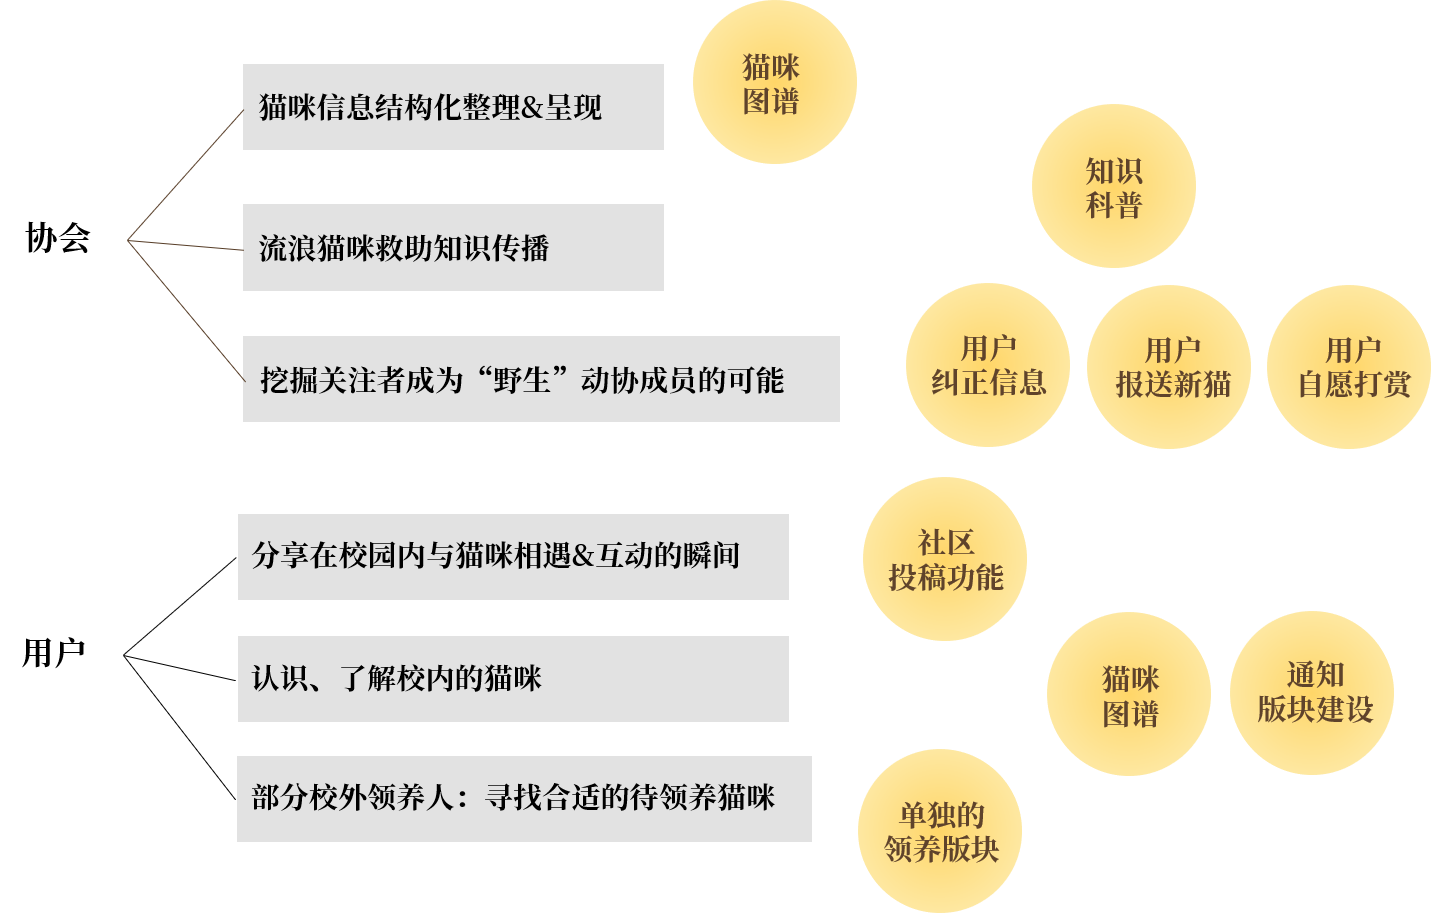 猫咪
图谱
猫咪信息结构化整理&呈现
知识
科普
协会
流浪猫咪救助知识传播
用户
纠正信息
用户
报送新猫
用户
自愿打赏
挖掘关注者成为“野生”动协成员的可能
社区
投稿功能
分享在校园内与猫咪相遇&互动的瞬间
用户
认识、了解校内的猫咪
猫咪
图谱
通知
版块建设
部分校外领养人：寻找合适的待领养猫咪
单独的
领养版块